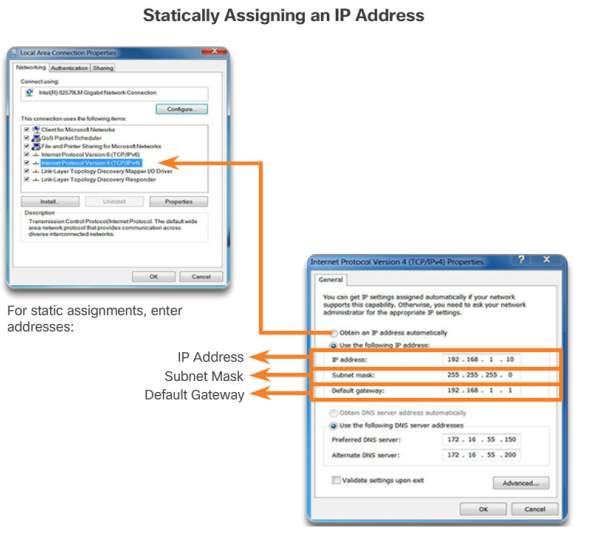 Statically Assigning an IP Address
Local Area Connection Properties
Networking Authentication Sharing
Connect using:
Intel(R) 82579LM Gigabit Network Connection
Configure...
This connection uses the following items:
Client for Microsoft Networks
QoS Packet Scheduler
File and Printer Sharing for Microsoft Networks
Internet Protocol Version 6 (TCP/IPv6)
Internet Protocol Version 4 (TCP/IPv4)
Link-Layer Topology Discovery Mapper I/O Driver
Link-Layer Topology Discovery Responder
Install... Uninstall Properties
Description
Transmission Control Protocol/Internet Protocol. The default wide
area network protocol that provides communication across
diverse interconnected networks.
OK Cancel
For static assignments, enter
addresses:
IP Address
Subnet Mask
Default Gateway
Internet Protocol Version 4 (TCP/IPv4) Properties ? X
General
You can get IP settings assigned automatically if your network
supports this capability. Otherwise, you need to ask your network
administrator for the appropriate IP settings.
Obtain an IP address automatically
Use the following IP address:
IP address: 192 . 168 . 1 . 10
Subnet mask: 255 . 255 . 255 . 0
Default gateway: 192 . 168 . 1 . 1
Obtain DNS server address automatically
Use the following DNS server addresses
Preferred DNS server: 172 . 16 . 55 . 150
Alternate DNS server: 172 . 16 . 55 . 200
Validate settings upon exit
Advanced...
OK Cancel